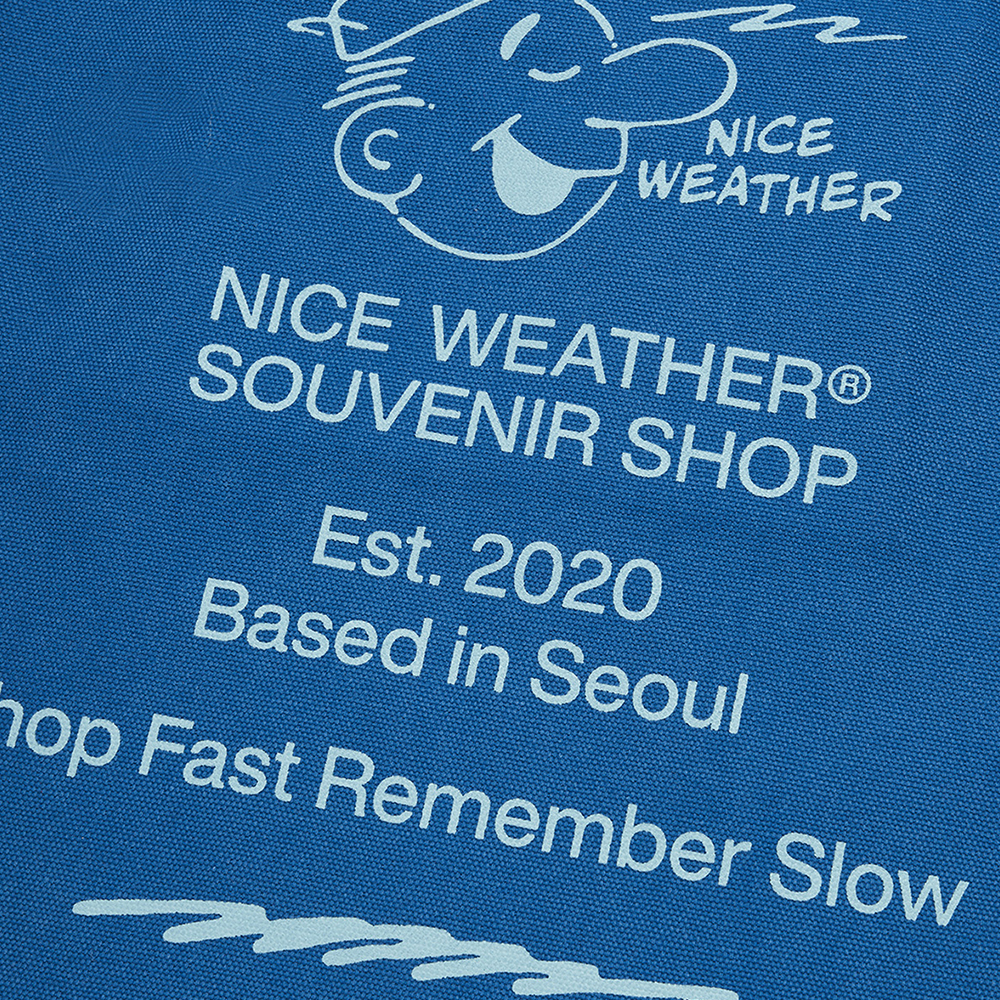 NICE
WEATHER
NICE WEATHER®
SOUVENIR SHOP
Est. 2020
Based in Seoul
hop Fast Remember Slow